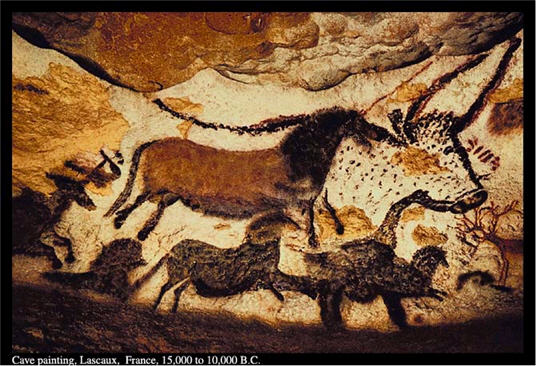 Cave painting, Lascaux,  France, 15,000 to 10,000 B.C.